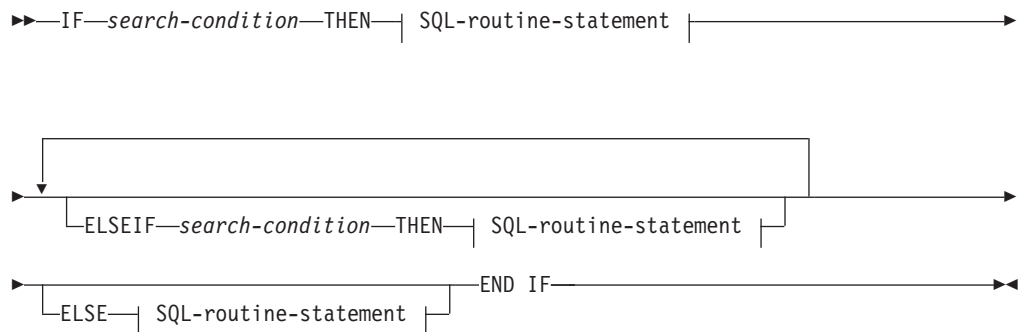 IF search-condition THEN SQL-routine-statement
ELSEIF search-condition THEN SQL-routine-statement
END IF
ELSE SQL-routine-statement